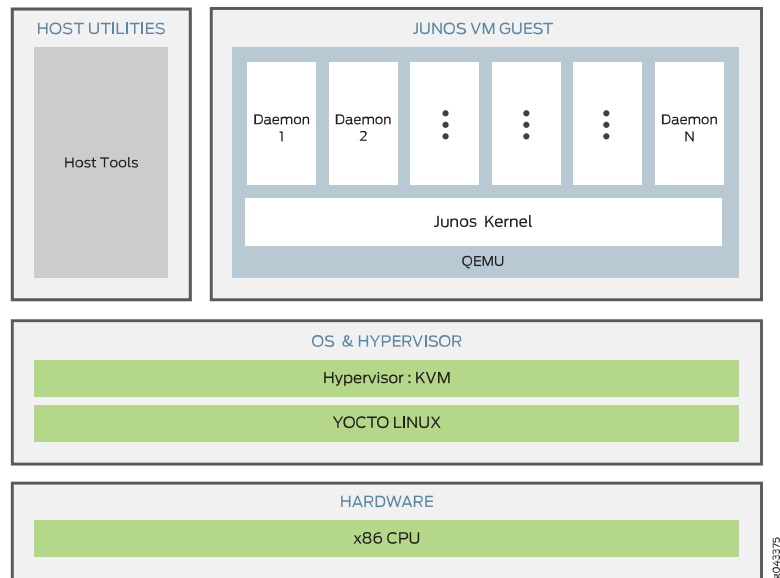 HOST UTILITIES
Host Tools
JUNOS VM GUEST
Daemon
1
Daemon
2
Daemon
N
Junos Kernel
QEMU
OS & HYPERVISOR
Hypervisor : KVM
YOCTO LINUX
HARDWARE
x86 CPU
g043375